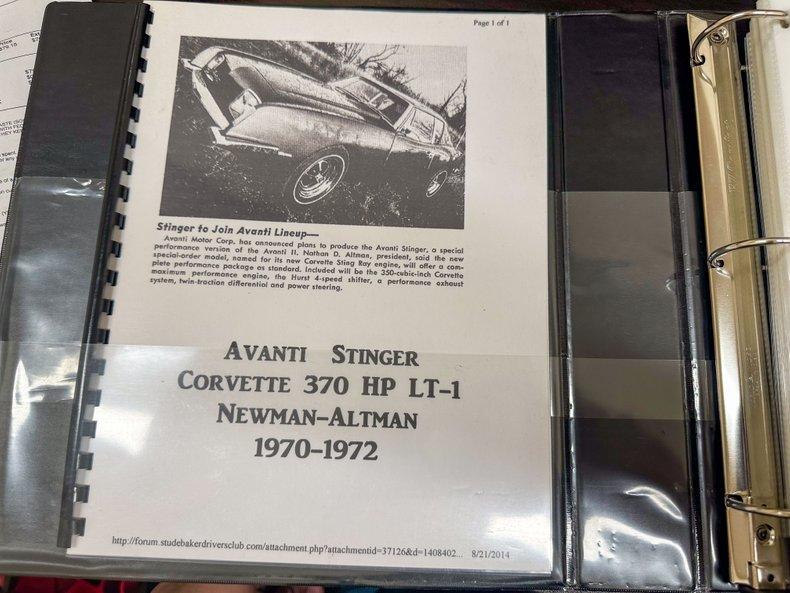 Page 1 of 1
Stinger to Join Avanti Lineup—
Avanti Motor Corp. has announced plans to produce the Avanti Stinger, a special
performance version of the Avanti II. Nathan D. Altman, president, said the new
special-order model, named for its new Corvette Sting Ray engine, will offer a com-
plete performance package as standard. Included will be the 350-cubic-inch Corvette
maximum performance engine, the Hurst 4-speed shifter, a performance exhaust
system, twin-traction differential and power steering.
AVANTI STINGER
CORVETTE 370 HP LT-1
NEWMAN-ALTMAN
1970-1972
http://forum.studebakerdriversclub.com/attachment.php?attachmentid=37126&d=1408402... 8/21/2014